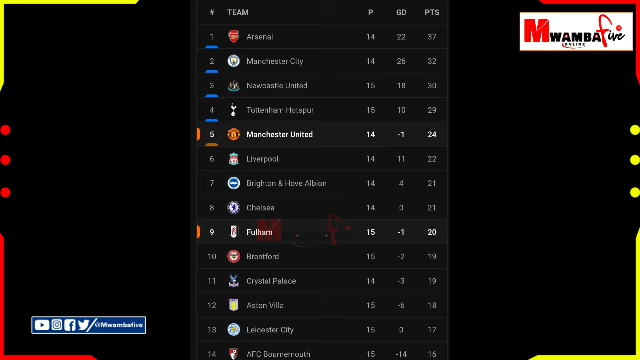 # TEAM P GD PTS
1 Arsenal 14 22 37
2 Manchester City 14 26 32
3 Newcastle United 15 18 30
4 Tottenham Hotspur 15 10 29
5 Manchester United 14 -1 24
6 Liverpool 14 11 22
7 Brighton & Hove Albion 14 4 21
8 Chelsea 14 0 21
9 Fulham 15 -1 20
10 Brentford 15 -2 19
11 Crystal Palace 14 -3 19
12 Aston Villa 15 -6 18
13 Leicester City 15 0 17
14 AFC Bournemouth 15 -14 16
MWAMBA Five
ONLINE
@Mwambafive